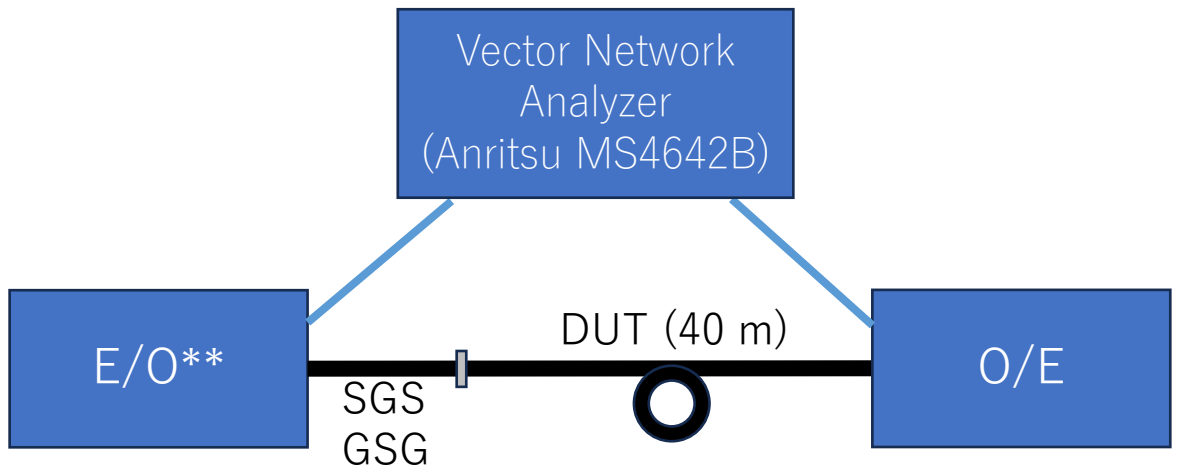 Vector Network
Analyzer
(Anritsu MS4642B)
DUT (40 m)
E/O**
O/E
SGS
GSG